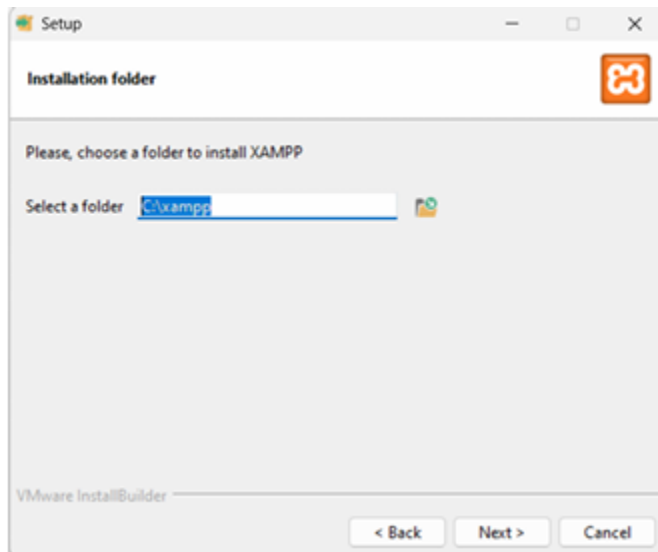 Setup
Installation folder
Please, choose a folder to install XAMPP
Select a folder C:\xampp
VMware InstallBuilder
< Back Next > Cancel